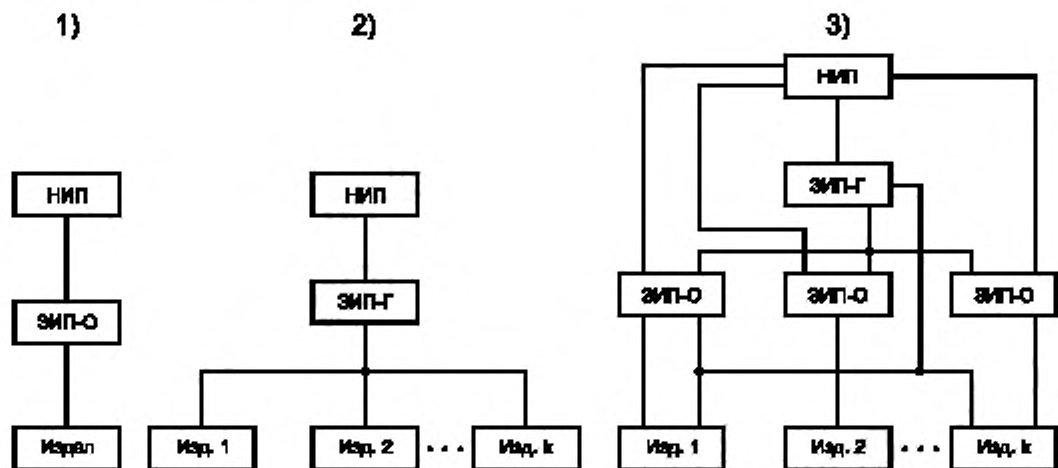 1)
2)
3)
НИП
НИП
НИП
ЗИП-Г
ЗИП-О
ЗИП-Г
ЗИП-О
ЗИП-О
ЗИП-О
Издел
Изд. 1
Изд. 2
• • •
Изд. k
Изд. 1
Изд. 2
• • •
Изд. k